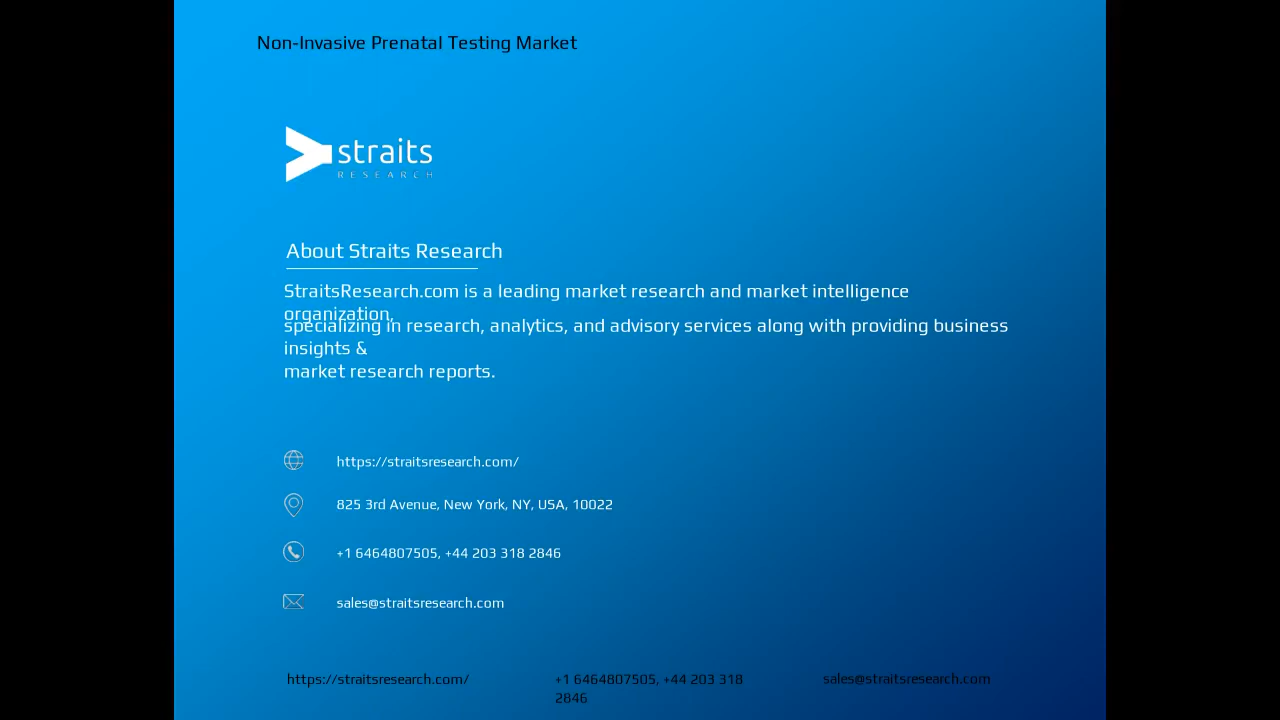 Non-Invasive Prenatal Testing Market
straits
RESEARCH
About Straits Research
StraitsResearch.com is a leading market research and market intelligence
organization,
specializing in research, analytics, and advisory services along with providing business
insights &
market research reports.
https://straitsresearch.com/
825 3rd Avenue, New York, NY, USA, 10022
+1 6464807505, +44 203 318 2846
sales@straitsresearch.com
https://straitsresearch.com/
+1 6464807505, +44 203 318
2846
sales@straitsresearch.com